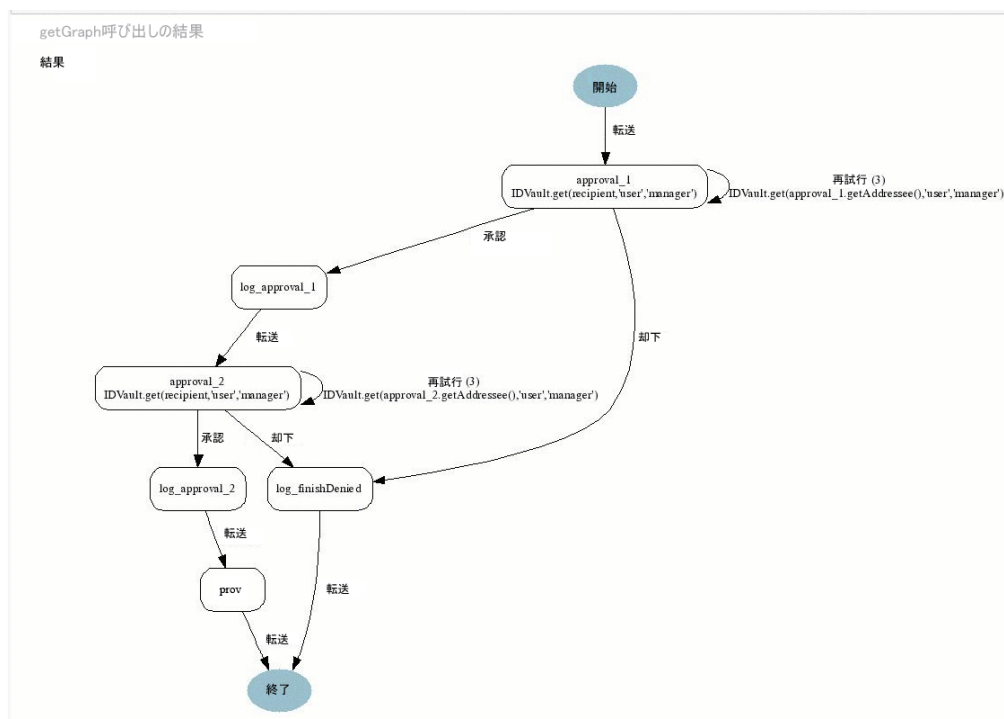 getGraph呼び出しの結果
結果
開始
転送
approval_1
IDVault.get(recipient,'user','manager')
再試行 (3)
IDVault.get(approval_1.getAddressee(),'user','manager')
承認
log_approval_1
却下
転送
approval_2
IDVault.get(recipient,'user','manager')
再試行 (3)
IDVault.get(approval_2.getAddressee(),'user','manager')
承認
却下
log_approval_2
log_finishDenied
転送
prov
転送
転送
終了